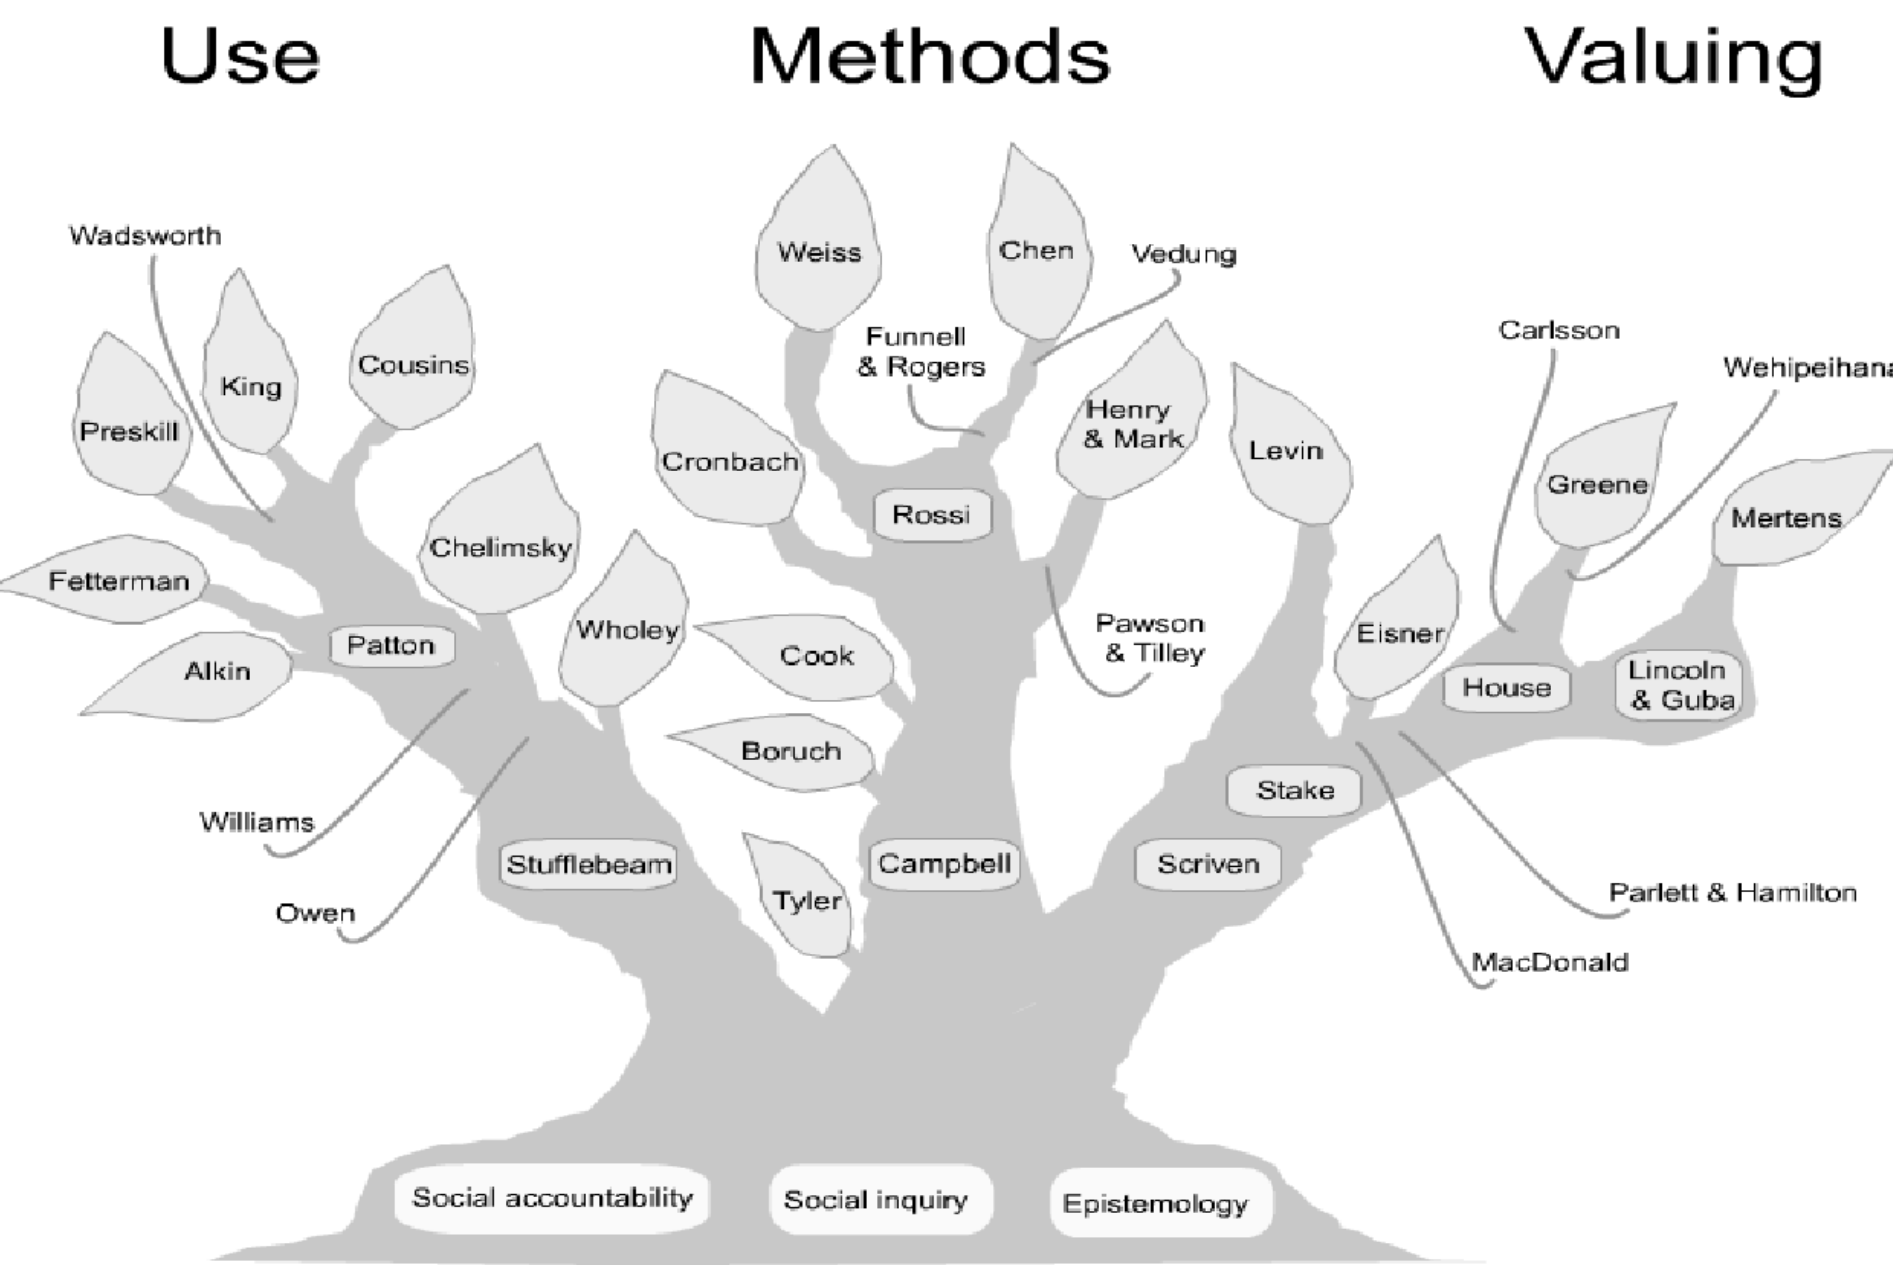 Use
Methods
Valuing
Wadsworth
King
Cousins
Preskill
Chelimsky
Fetterman
Wholey
Alkin
Patton
Williams
Owen
Stufflebeam
Weiss
Chen
Vedung
Funnell
& Rogers
Henry
& Mark
Cronbach
Rossi
Cook
Pawson
& Tilley
Boruch
Tyler
Campbell
Levin
Carlsson
Wehipeihana
Greene
Mertens
Eisner
House
Lincoln
& Guba
Stake
Scriven
Parlett & Hamilton
MacDonald
Social accountability
Social inquiry
Epistemology